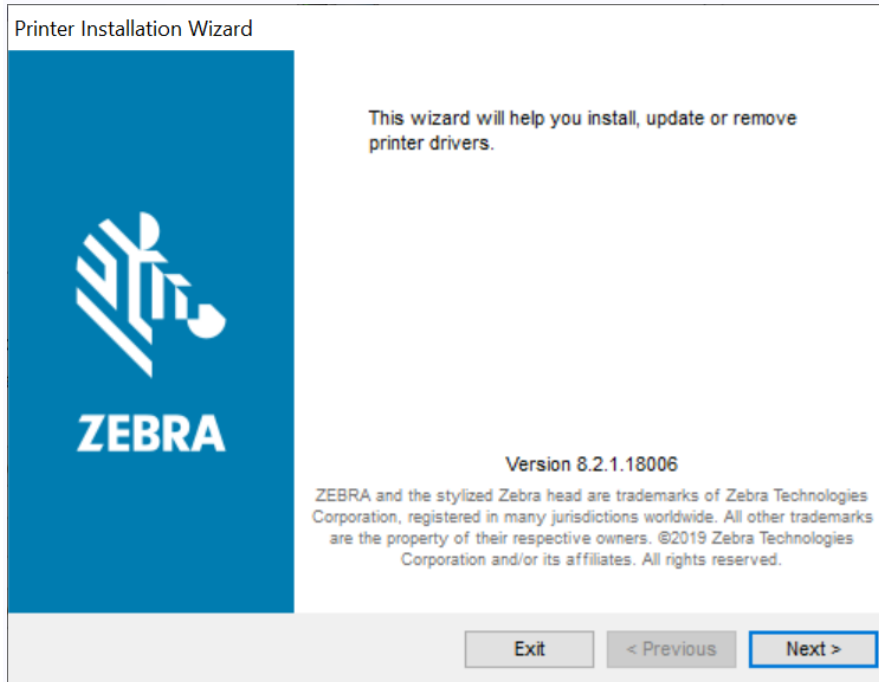 Printer Installation Wizard
This wizard will help you install, update or remove
printer drivers.
ZEBRA
Version 8.2.1.18006
ZEBRA and the stylized Zebra head are trademarks of Zebra Technologies
Corporation, registered in many jurisdictions worldwide. All other trademarks
are the property of their respective owners. ©2019 Zebra Technologies
Corporation and/or its affiliates. All rights reserved.
Exit
< Previous
Next >